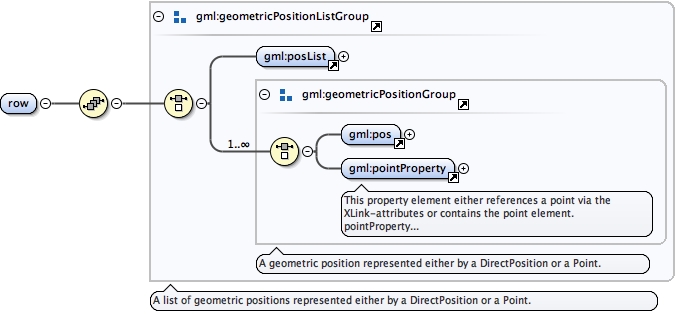 gml:geometricPositionListGroup
gml:posList
gml:geometricPositionGroup
row
gml:pos
1..∞
gml:pointProperty
This property element either references a point via the
XLink-attributes or contains the point element.
pointProperty...
A geometric position represented either by a DirectPosition or a Point.
A list of geometric positions represented either by a DirectPosition or a Point.